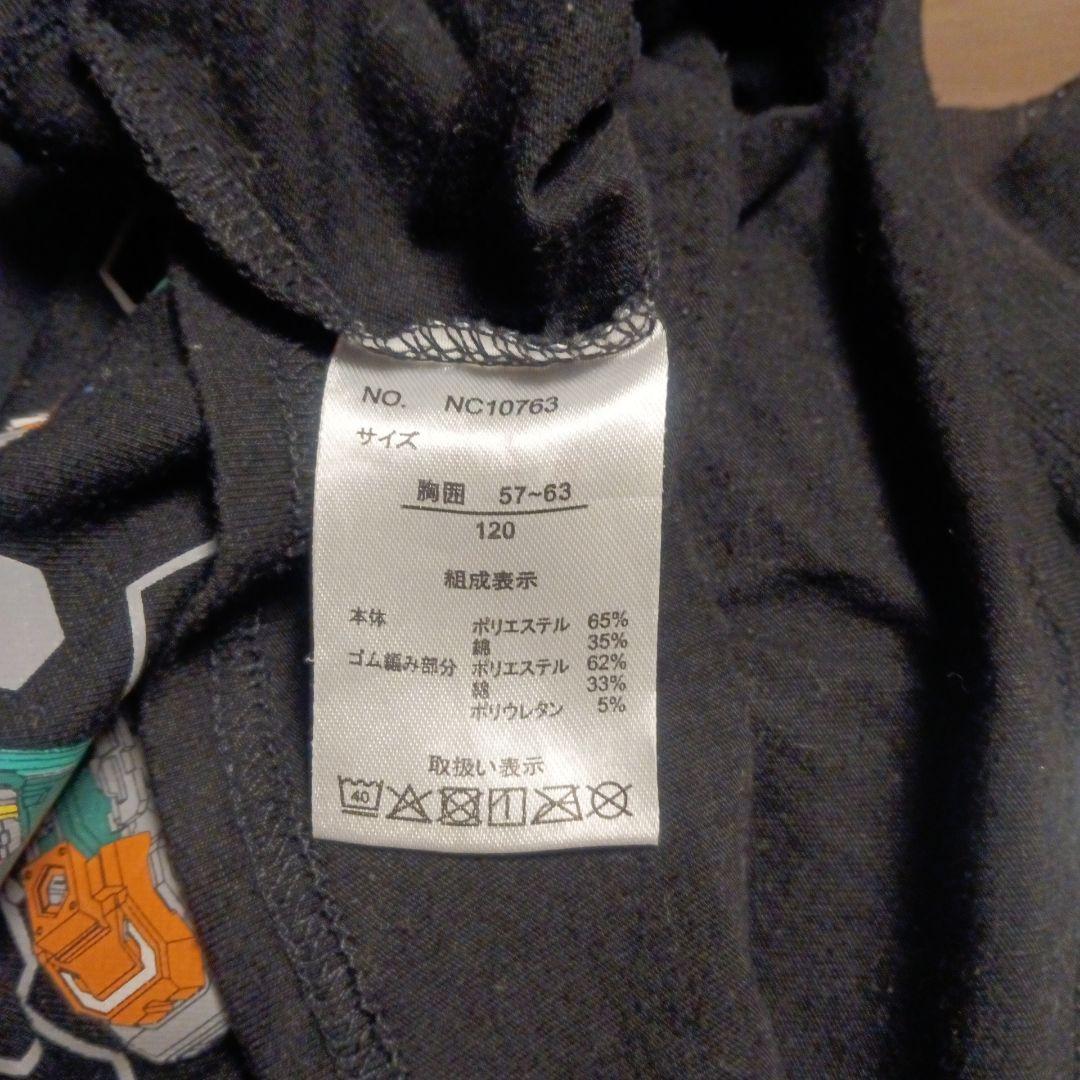 NO. NC10763
サイズ
胸囲 57~63
120
組成表示
本体 ポリエステル 65%
綿 35%
ゴム編み部分 ポリエステル 62%
綿 33%
ポリウレタン 5%
取扱い表示
40